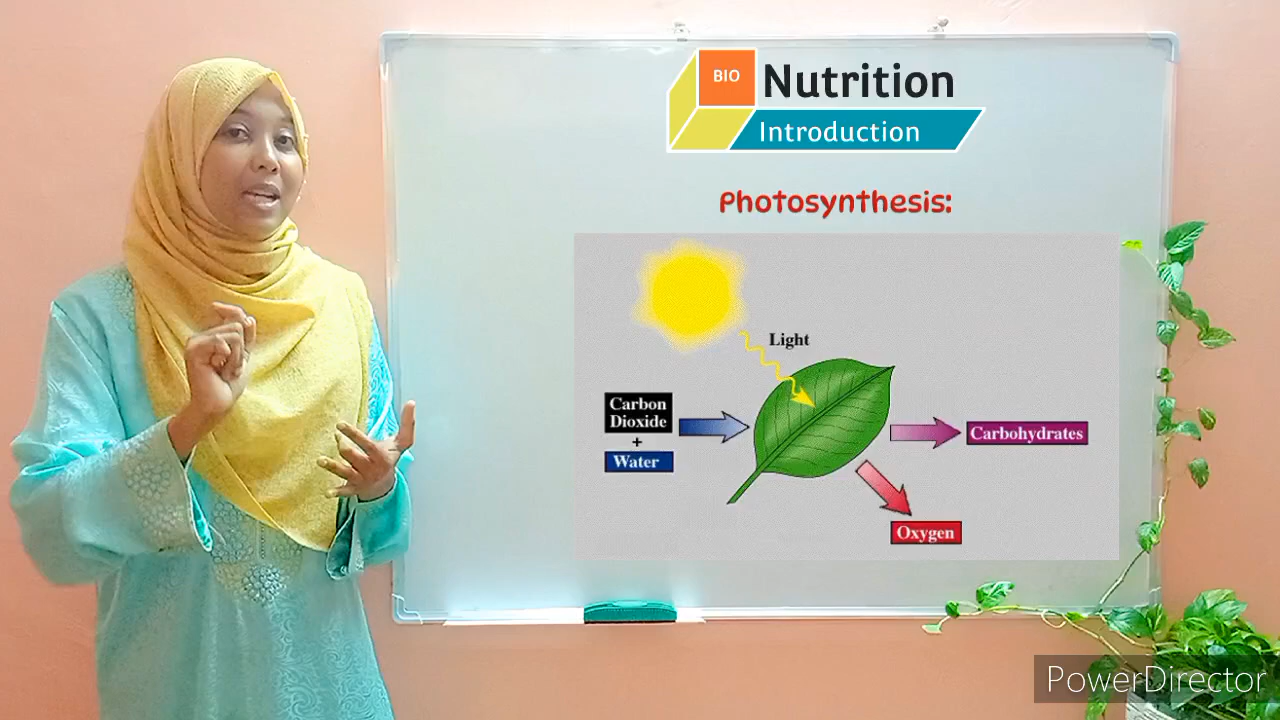 BIO
Nutrition
Introduction
Photosynthesis:
Light
Carbon
Dioxide
+
Water
Carbohydrates
Oxygen
PowerDirector